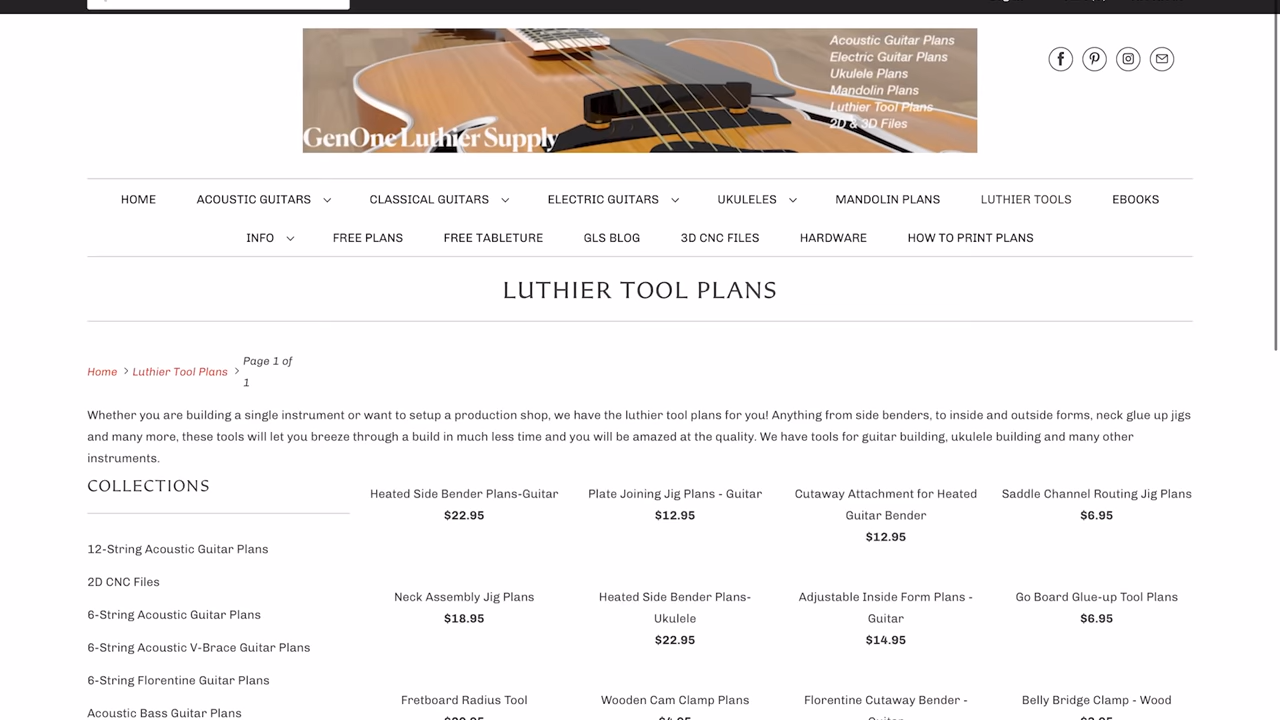 Acoustic Guitar Plans
Electric Guitar Plans
Ukulele Plans
Mandolin Plans
Luthier Tool Plans
2D & 3D Files
GenOne Luthier Supply
HOME ACOUSTIC GUITARS CLASSICAL GUITARS ELECTRIC GUITARS UKULELES MANDOLIN PLANS LUTHIER TOOLS EBOOKS
INFO FREE PLANS FREE TABLETURE GLS BLOG 3D CNC FILES HARDWARE HOW TO PRINT PLANS
LUTHIER TOOL PLANS
Home > Luthier Tool Plans > Page 1 of
1
Whether you are building a single instrument or want to setup a production shop, we have the luthier tool plans for you! Anything from side benders, to inside and outside forms, neck glue up jigs
and many more, these tools will let you breeze through a build in much less time and you will be amazed at the quality. We have tools for guitar building, ukulele building and many other
instruments.
COLLECTIONS
12-String Acoustic Guitar Plans
2D CNC Files
6-String Acoustic Guitar Plans
6-String Acoustic V-Brace Guitar Plans
6-String Florentine Guitar Plans
Acoustic Bass Guitar Plans
Heated Side Bender Plans-Guitar
$22.95
Plate Joining Jig Plans - Guitar
$12.95
Cutaway Attachment for Heated
Guitar Bender
$12.95
Saddle Channel Routing Jig Plans
$6.95
Neck Assembly Jig Plans
$18.95
Heated Side Bender Plans-
Ukulele
$22.95
Adjustable Inside Form Plans -
Guitar
$14.95
Go Board Glue-up Tool Plans
$6.95
Fretboard Radius Tool
Wooden Cam Clamp Plans
Florentine Cutaway Bender -
Belly Bridge Clamp - Wood